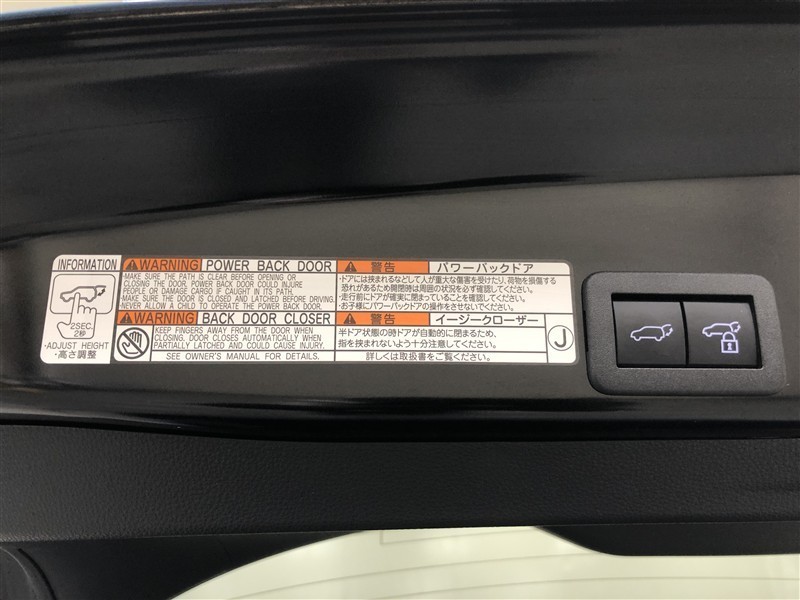 INFORMATION
2SEC.
2秒
・ADJUST HEIGHT
・高さ調整
WARNING POWER BACK DOOR
・MAKE SURE THE PATH IS CLEAR BEFORE OPENING OR
CLOSING THE DOOR, POWER BACK DOOR COULD INJURE
PEOPLE OR DAMAGE CARGO IF CAUGHT IN ITS PATH.
・MAKE SURE THE DOOR IS CLOSED AND LATCHED BEFORE DRIVING.
・NEVER ALLOW A CHILD TO OPERATE THE POWER BACK DOOR.
警告 パワーバックドア
・ドアには挟まれるなどして人が重大な傷害を受けたり、荷物を損傷する
恐れがあるため開閉時は周囲の状況を必ず確認してください。
・走行前にドアが確実に閉まっていることを確認してください。
・お子様にパワーバックドアの操作をさせないでください。
WARNING BACK DOOR CLOSER
KEEP FINGERS AWAY FROM THE DOOR WHEN
CLOSING. DOOR CLOSES AUTOMATICALLY WHEN
PARTIALLY LATCHED AND COULD CAUSE INJURY.
SEE OWNER'S MANUAL FOR DETAILS.
警告 イージークローザー
半ドア状態の時ドアが自動的に閉まるため、
指を挟まれないよう十分注意してください。
詳しくは取扱書をご覧ください。
J